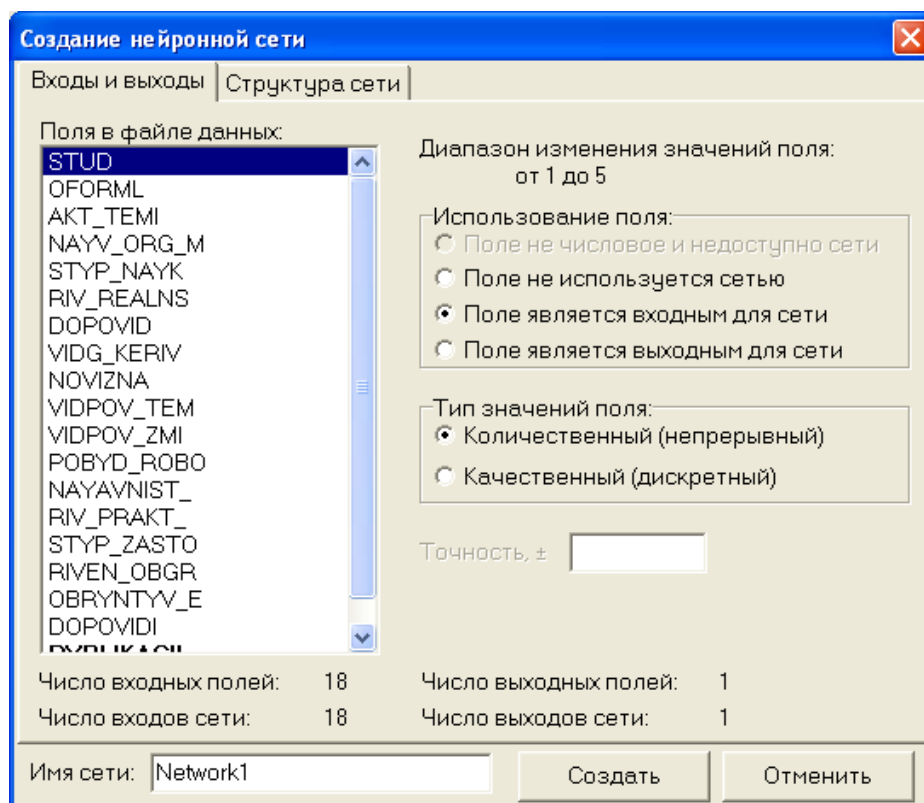 Создание нейронной сети
Входы и выходы
Структура сети
Поля в файле данных:
STUD
OFORML
AKT_TEMI
NAYV_ORG_M
STYP_NAYK
RIV_REALNS
DOPOVID
VIDG_KERIV
NOVIZNA
VIDPOV_TEM
VIDPOV_ZMI
POBYD_ROBO
NAYAVNIST_
RIV_PRAKT_
STYP_ZASTO
RIVEN_OBGR
OBRYNTYV_E
DOPOVIDI
Диапазон изменения значений поля:
от 1 до 5
Использование поля:
Поле не числовое и недоступно сети
Поле не используется сетью
Поле является входным для сети
Поле является выходным для сети
Тип значений поля:
Количественный (непрерывный)
Качественный (дискретный)
Точность, ±
Число входных полей: 18
Число выходных полей: 1
Число входов сети: 18
Число выходов сети: 1
Имя сети: Network1
Создать
Отменить